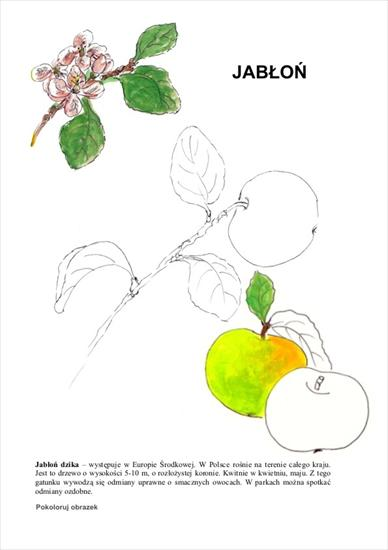 JABŁOŃ
Jabłoń dzika – występuje w Europie Środkowej. W Polsce rośnie na terenie całego kraju.
Jest to drzewo o wysokości 5-10 m, o rozłożystej koronie. Kwitnie w kwietniu, maju. Z tego
gatunku wywodzą się odmiany uprawne o smacznych owocach. W parkach można spotkać
odmiany ozdobne.
Pokoloruj obrazek